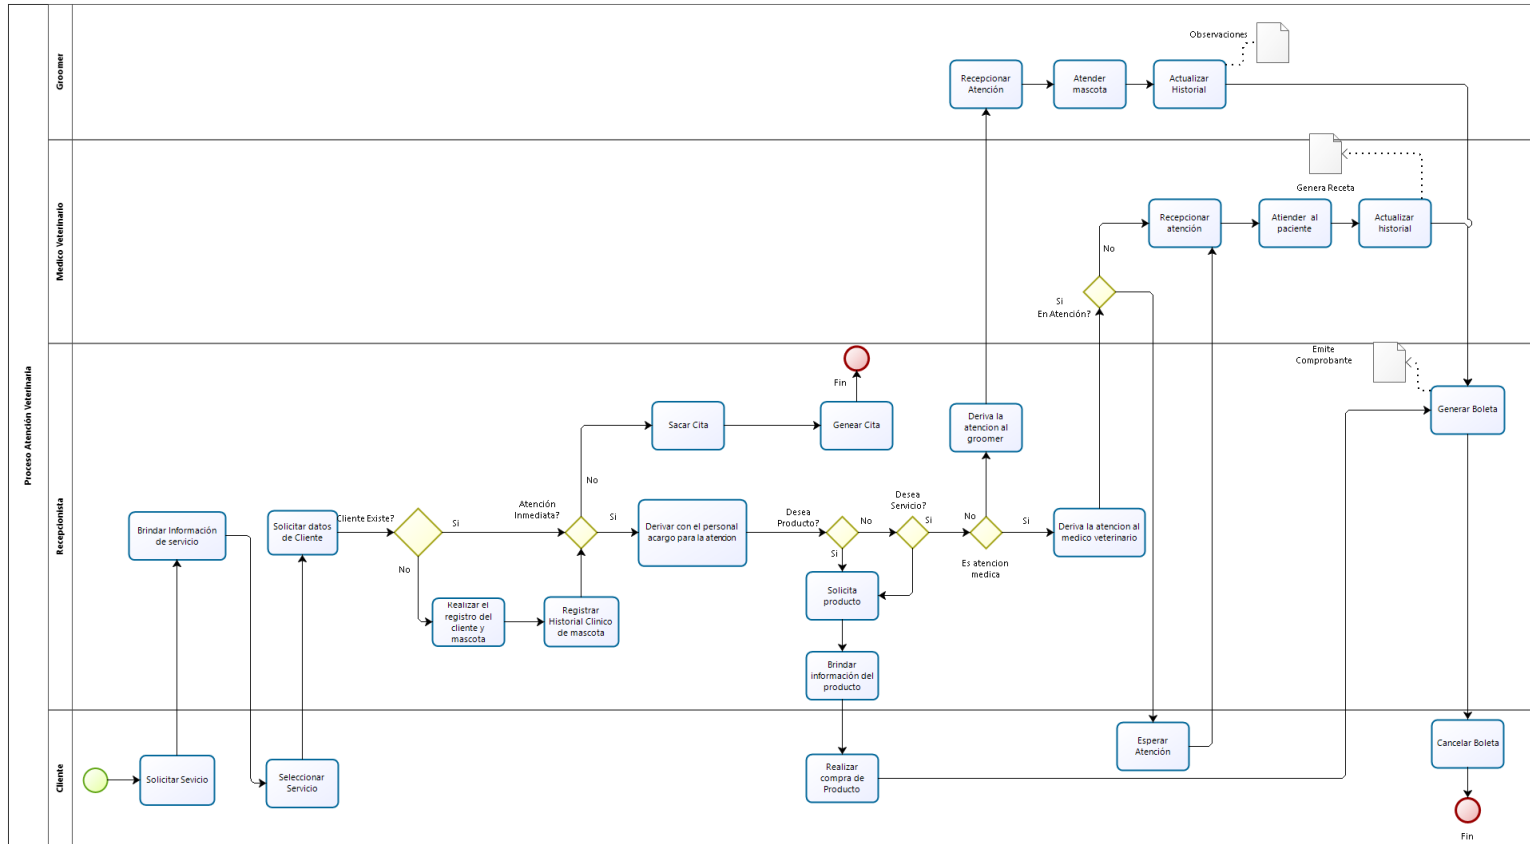 Proceso Atención Veterinaria
Groomer
Observaciones
Recepcionar
Atención
Atender
mascota
Actualizar
Historial
Medico Veterinario
Genera Receta
Recepcionar
atención
Atiender al
paciente
Actualizar
historial
No
Si
En Atención?
Recepcionista
Emite
Comprobante
Generar Boleta
Fin
Sacar Cita
Genear Cita
Deriva la
atencion al
groomer
No
Brindar Información
de servicio
Solicitar datos
de Cliente
Cliente Existe?
Si
No
Atención
Inmediata?
Si
Derivar con el personal
acargo para la atencion
Desea
Producto?
No
Si
Desea
Servicio?
Si
No
Si
Es atencion
medica
Deriva la atencion al
medico veterinario
Realizar el
registro del
cliente y
mascota
Registrar
Historial Clinico
de mascota
Solicita
producto
Brindar
información del
producto
Cliente
Solicitar Sevicio
Seleccionar
Servicio
Realizar
compra de
Producto
Esperar
Atención
Cancelar Boleta
Fin